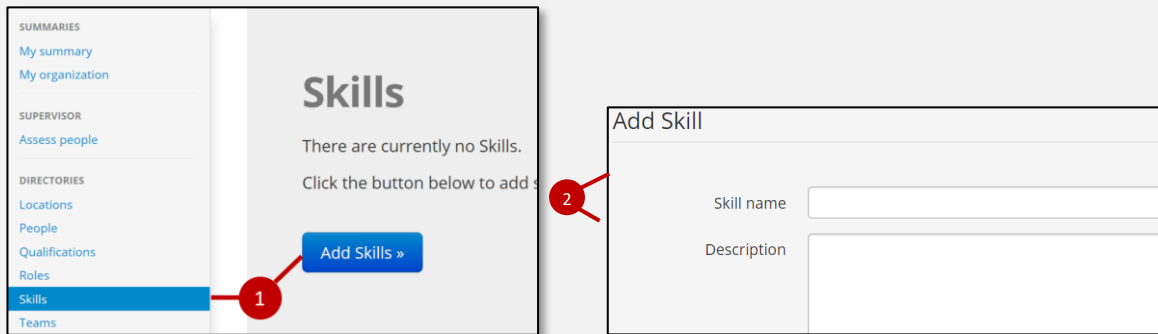 SUMMARIES
My summary
My organization
SUPERVISOR
Assess people
DIRECTORIES
Locations
People
Qualifications
Roles
Skills
Teams
Skills
There are currently no Skills.
Click the button below to add
Add Skills »
1
2
Add Skill
Skill name
Description